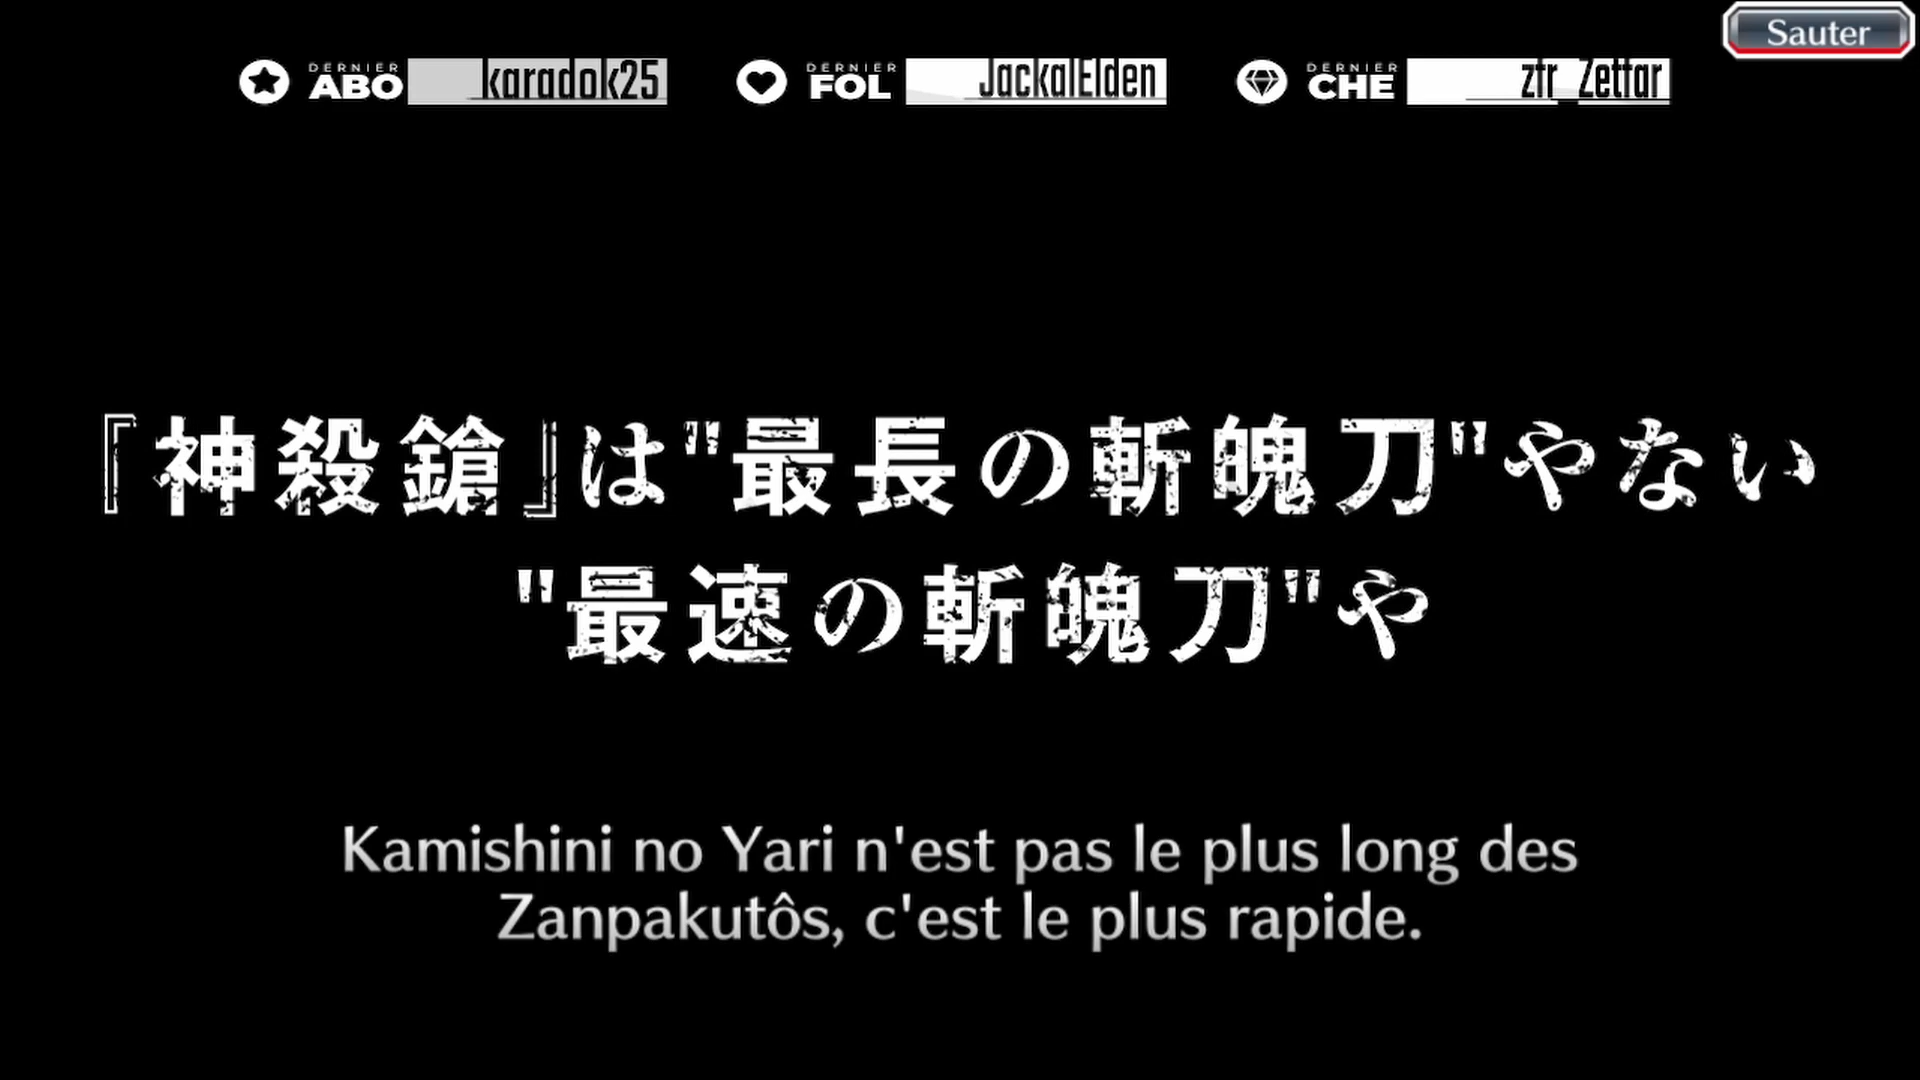 Sauter
DERNIER ABO karadok25
DERNIER FOL JackalElden
DERNIER CHE ztr_Zettar
『神殺鎗』は"最長の斬魄刀"やない
"最速の斬魄刀"や
Kamishini no Yari n'est pas le plus long des
Zanpakutôs, c'est le plus rapide.